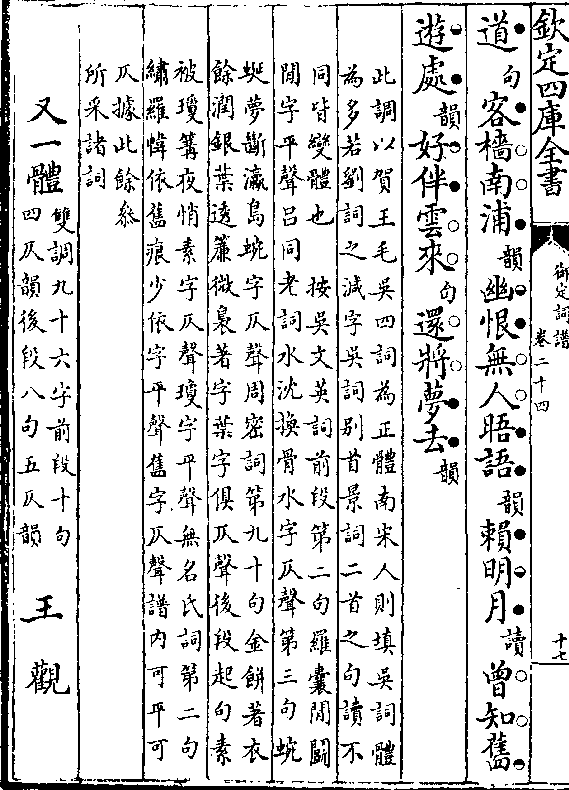 欽定四庫全書
御定詞譜
卷二十四
十七
道句客檣南浦韻幽恨無人晤語韻賴明月讀曾知舊
遊處韻好伴雲來句還將夢去韻
此調以賀王毛吳四詞為正體南宋人則填吳詞體
為多若劉詞之減字吳詞別首景詞二首之句讀不
同皆變體也　按吳文英詞前段第二句羅囊閒鬬
閒字平聲吕同老詞水沈換骨水字仄聲第三句蜿
蜒夢斷瀛島蜿字仄聲周密詞第九十句金餅著衣
餘潤銀葉透簾微裊著字葉字俱仄聲後段起句素
被瓊篝夜悄素字仄聲瓊字平聲無名氏詞第二句
繡羅幃依舊痕少依字平聲舊字仄聲譜内可平可
仄據此餘叅
所采諸詞
又一體雙調九十六字前段十句
四仄韻後段八句五仄韻
王觀